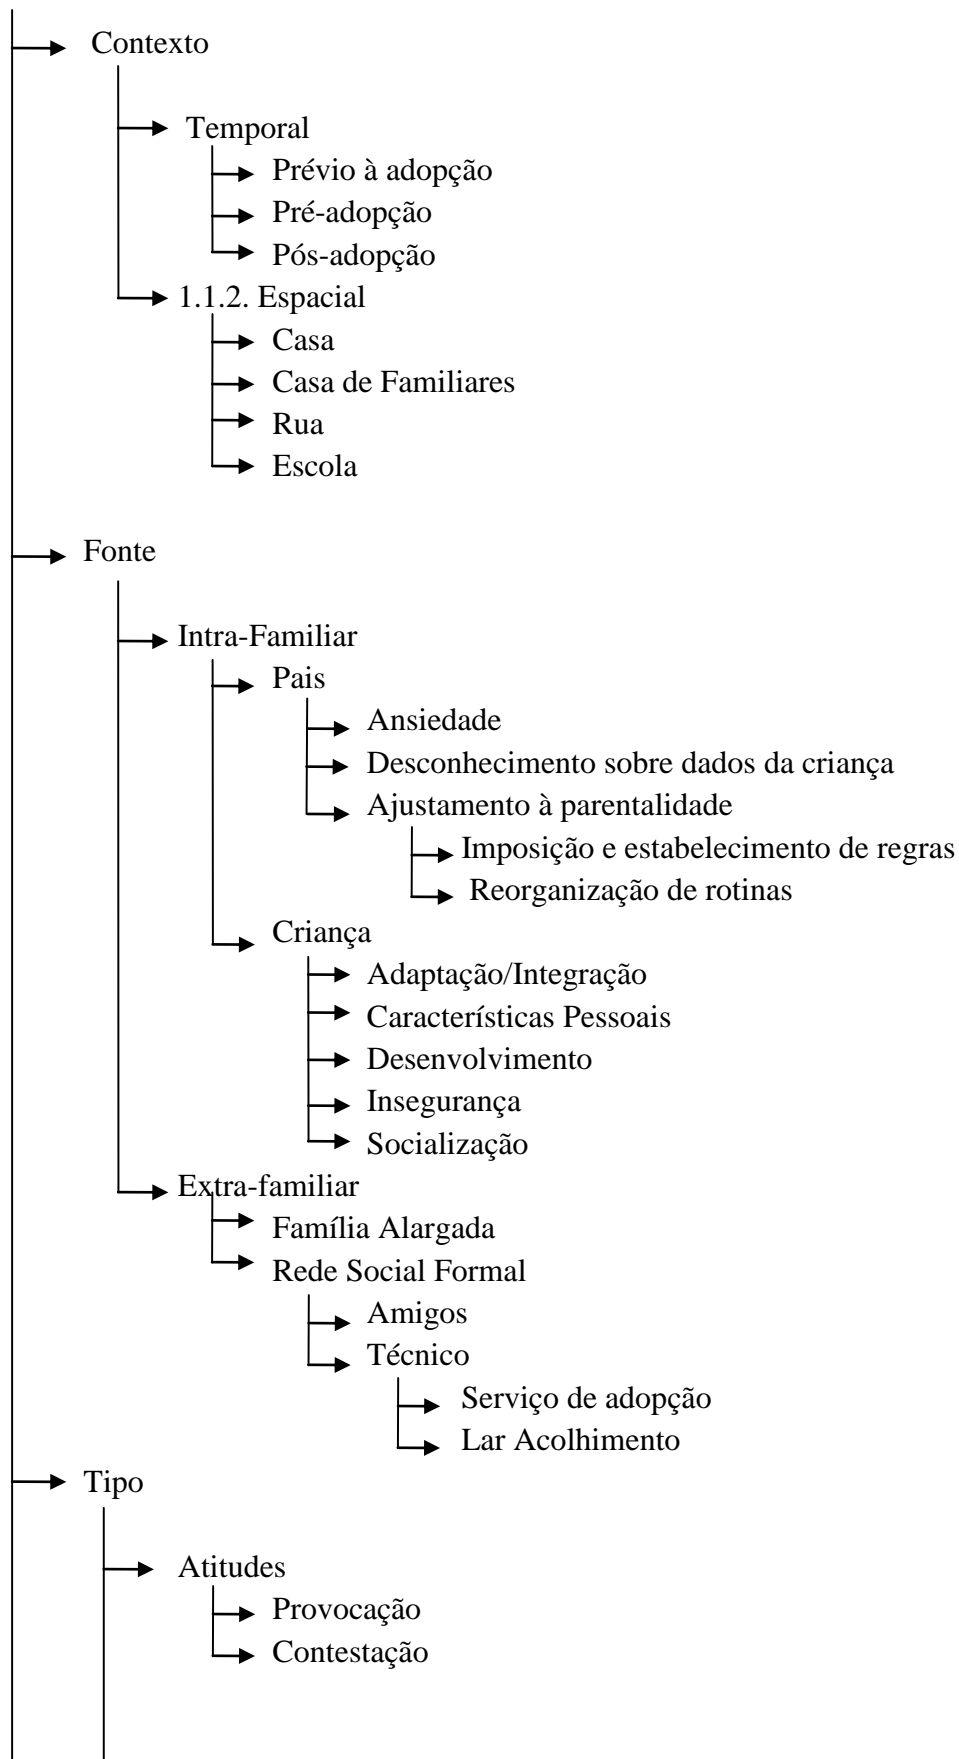 Contexto
Temporal
Prévio à adopção
Pré-adopção
Pós-adopção
1.1.2. Espacial
Casa
Casa de Familiares
Rua
Escola
Fonte
Intra-Familiar
Pais
Ansiedade
Desconhecimento sobre dados da criança
Ajustamento à parentalidade
Imposição e estabelecimento de regras
Reorganização de rotinas
Criança
Adaptação/Integração
Características Pessoais
Desenvolvimento
Insegurança
Socialização
Extra-familiar
Família Alargada
Rede Social Formal
Amigos
Técnico
Serviço de adopção
Lar Acolhimento
Tipo
Atitudes
Provocação
Contestação